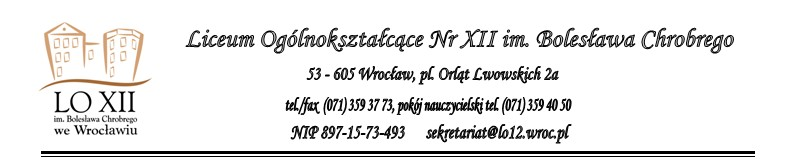 Liceum Ogólnokształcące Nr XII im. Bolesława Chrobrego
53 - 605 Wrocław, pl. Orląt Lwowskich 2a
tel./fax (071) 359 37 73, pokój nauczycielski tel. (071) 359 40 50
NIP 897-15-73-493 sekretariat@lo12.wroc.pl
LO XII
im. Bolesława Chrobrego
we Wrocławiu